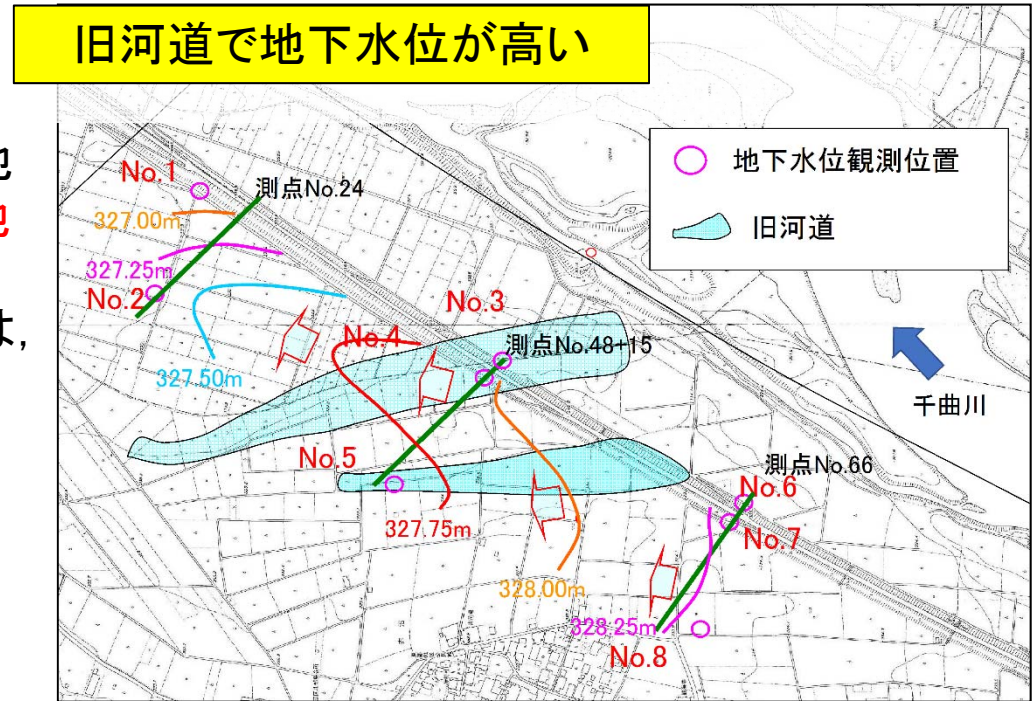 旧河道で地下水位が高い
地下水位観測位置
旧河道
No.1
測点No.24
327.00m
327.25m
No.2
は,
No.3
No.4
測点No.48+15
327.50m
千曲川
No.5
測点No.66
No.6
327.75m
No.7
328.00m
328.25m
No.8